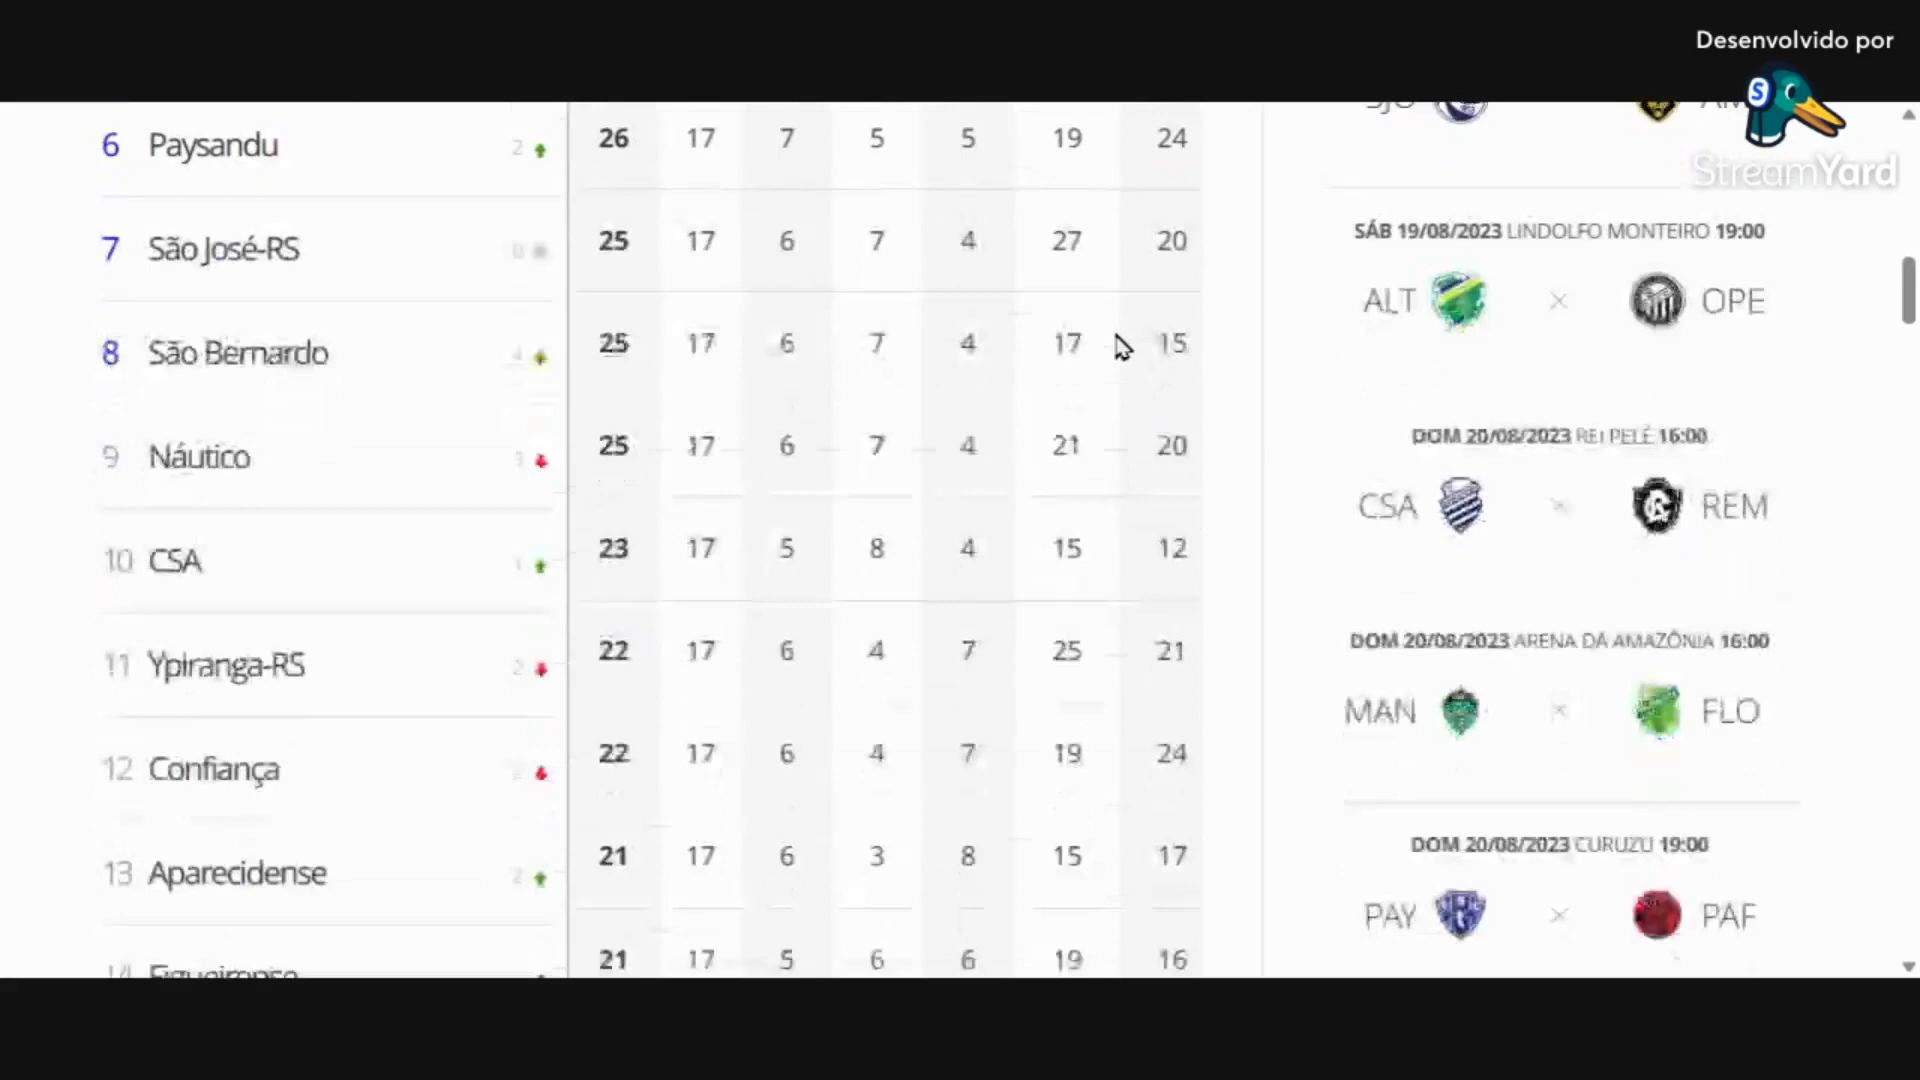 Desenvolvido por
StreamYard
6 Paysandu 2 26 17 7 5 5 19 24
7 São José-RS 0 25 17 6 7 4 27 20
8 São Bernardo 4 25 17 6 7 4 17 15
9 Náutico 25 17 6 7 4 21 20
10 CSA 1 23 17 5 8 4 15 12
11 Ypiranga-RS 2 22 17 6 4 7 25 21
12 Confiança 2 22 17 6 4 7 19 24
13 Aparecidense 2 21 17 6 3 8 15 17
14 Figueirense 21 17 5 6 6 19 16
SÁB 19/08/2023 LINDOLFO MONTEIRO 19:00
ALT × OPE
DOM 20/08/2023 REI PELÉ 16:00
CSA × REM
DOM 20/08/2023 ARENA DA AMAZÔNIA 16:00
MAN × FLO
DOM 20/08/2023 CURUZU 19:00
PAY × PAF